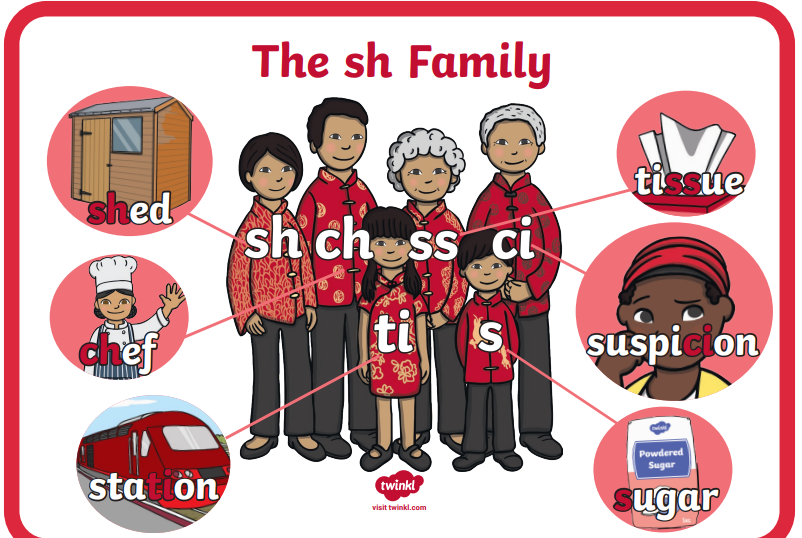 The sh Family
shed
tissue
sh ch ss ci
chef
suspicion
ti s
station
twinkl
Powdered
Sugar
sugar
twinkl
visit twinkl.com